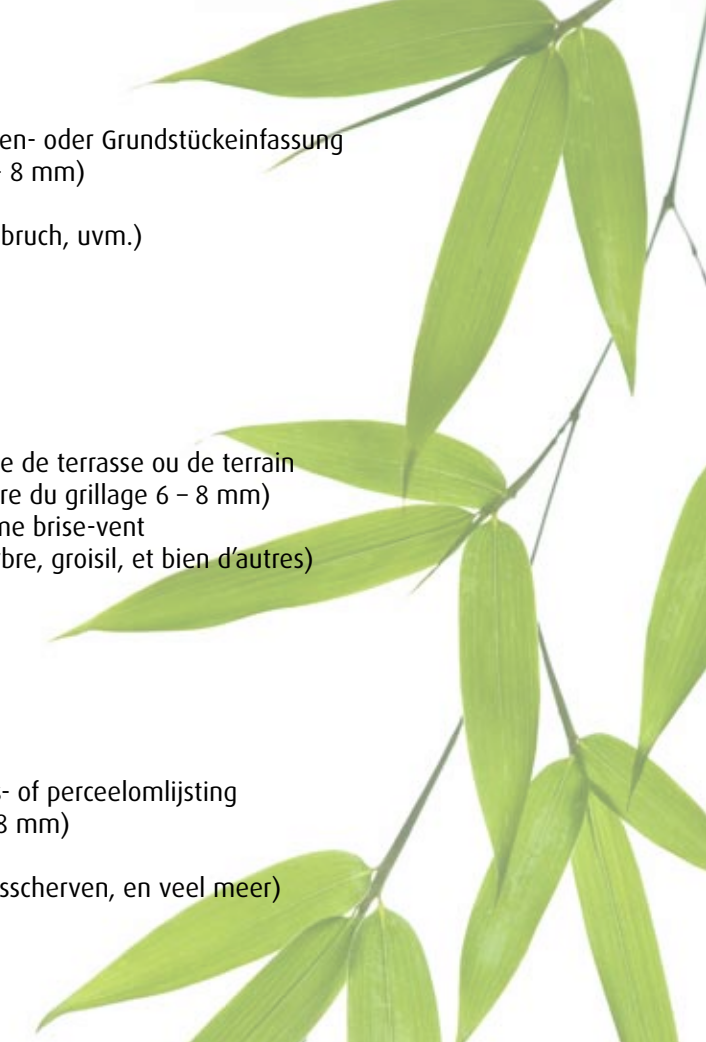 en- oder Grundstückeinfassung
- 8 mm)
bruch, uvm.)
e de terrasse ou de terrain
re du grillage 6 – 8 mm)
me brise-vent
bre, groisil, et bien d’autres)
- of perceelomlijsting
8 mm)
sscherven, en veel meer)